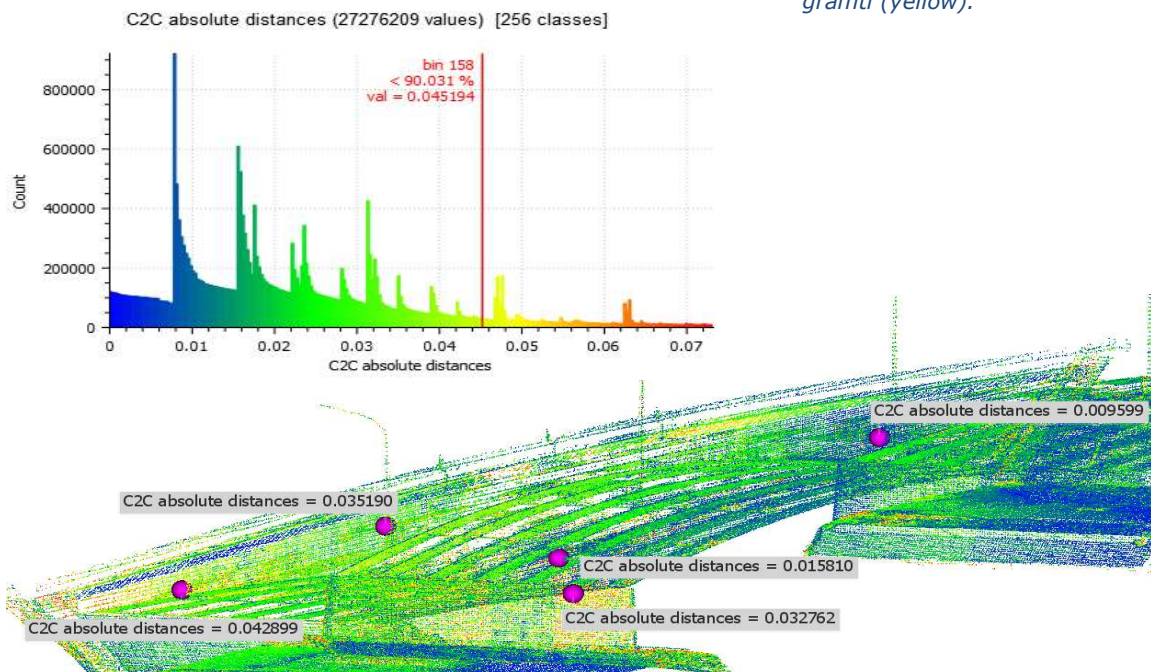 (yellow).
C2C absolute distances (27276209 values) [256 classes]
bin 158
< 90.031 %
val = 0.045194
800000
600000
400000
200000
0
Count
0 0.01 0.02 0.03 0.04 0.05 0.06 0.07
C2C absolute distances
C2C absolute distances = 0.009599
C2C absolute distances = 0.035190
C2C absolute distances = 0.015810
C2C absolute distances = 0.032762
C2C absolute distances = 0.042899